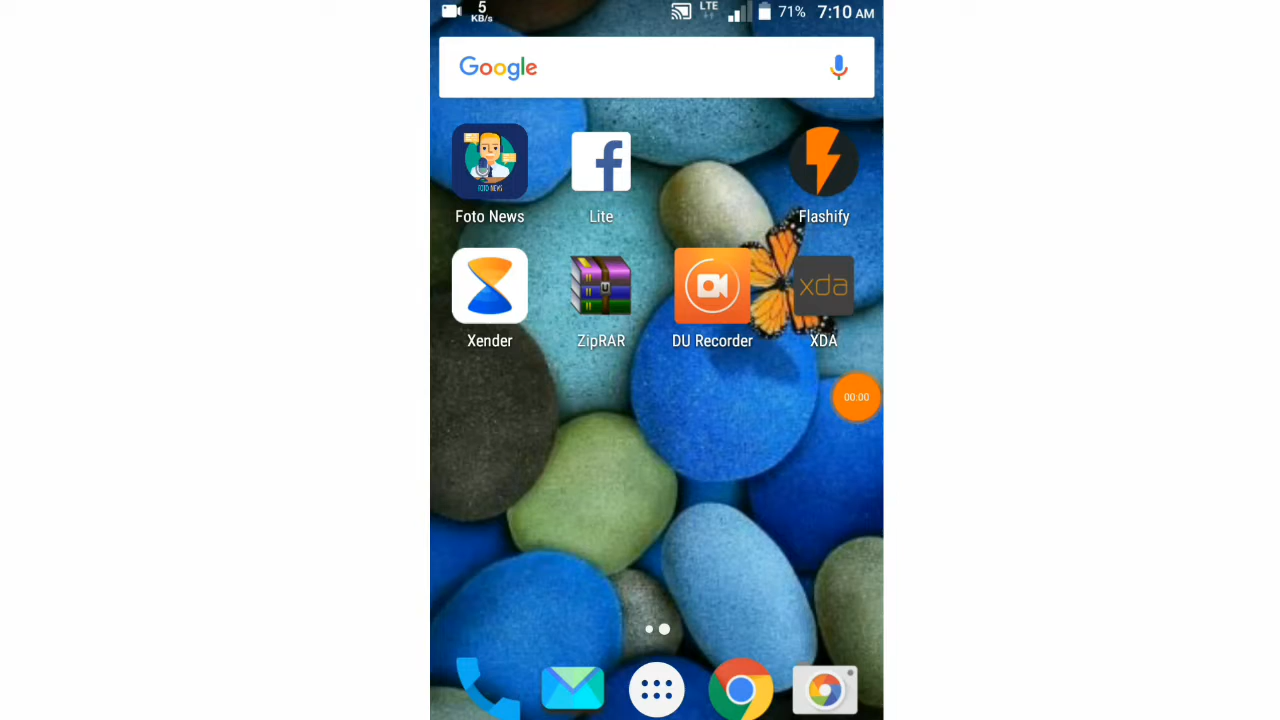 5 KB/s LTE 71% 7:10 AM
Google
FOTO NEWS
Foto News Lite Flashify
xda
Xender ZipRAR DU Recorder XDA
00:00